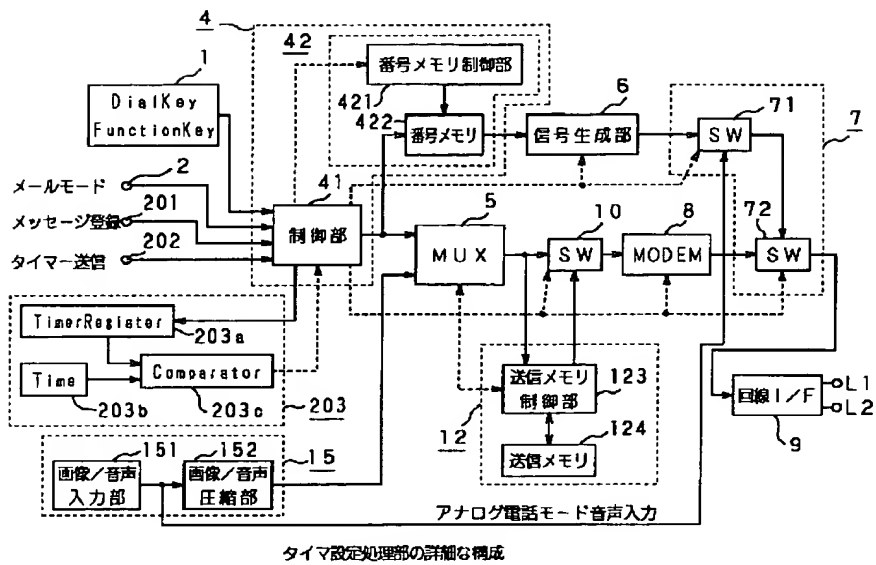 4
42
1
DialKey
FunctionKey
番号メモリ制御部
421
422
番号メモリ
6
信号生成部
71
SW
7
メールモード
2
メッセージ登録
201
タイマー送信
202
41
制御部
5
MUX
10
SW
8
MODEM
72
SW
TimerRegister
203a
Time
203b
Comparator
203c
203
送信メモリ
制御部
123
12
124
送信メモリ
回線I/F
L1
L2
9
151
画像/音声
入力部
152
画像/音声
圧縮部
15
アナログ電話モード音声入力
タイマ設定処理部の詳細な構成